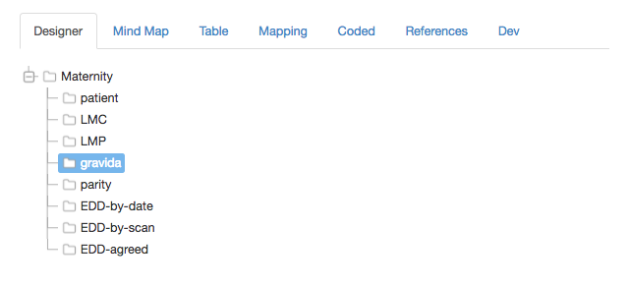 Designer Mind Map Table Mapping Coded References Dev
Maternity
patient
LMC
LMP
gravida
parity
EDD-by-date
EDD-by-scan
EDD-agreed